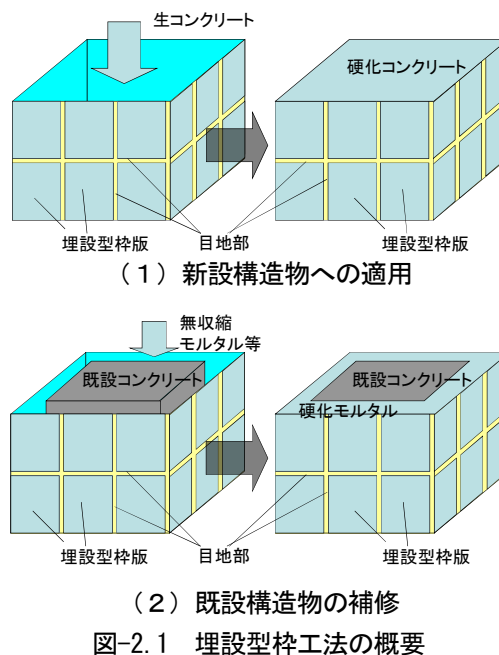 生コンクリート
硬化コンクリート
埋設型枠版
目地部
埋設型枠版
(1)新設構造物への適用
無収縮
モルタル等
既設コンクリート
既設コンクリート
硬化モルタル
埋設型枠版
目地部
埋設型枠版
(2)既設構造物の補修
図-2.1 埋設型枠工法の概要